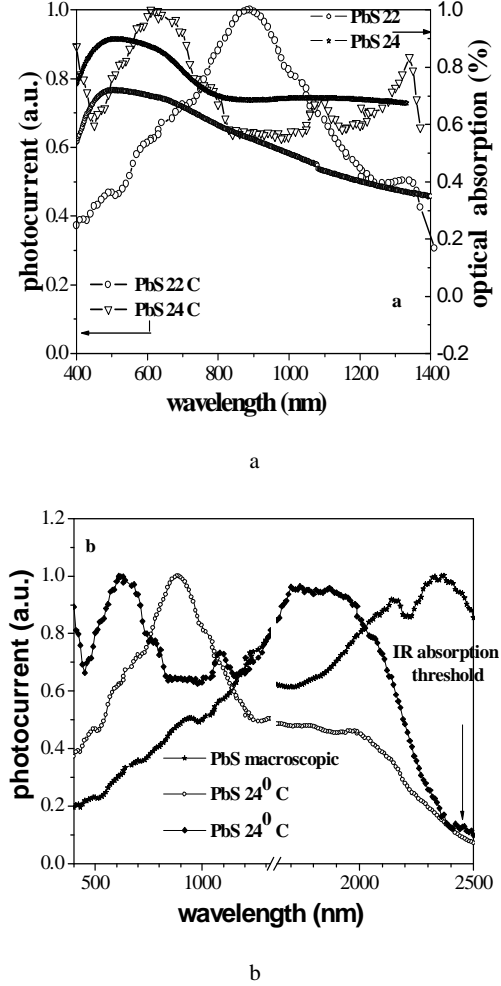 PbS 22
PbS 24
1.0
0.8
0.6
0.4
0.2
0.0
photocurrent (a.u.)
PbS 22 C
PbS 24 C
a
1.0
0.8
0.6
0.4
0.2
0.0
-0.2
optical absorption (%)
400 600 800 1000 1200 1400
wavelength (nm)
a
b
1.2
1.0
0.8
0.6
0.4
0.2
0.0
photocurrent (a.u.)
IR absorption
threshold
PbS macroscopic
PbS 24⁰ C
PbS 24⁰ C
500 1000 2000 2500
wavelength (nm)
b